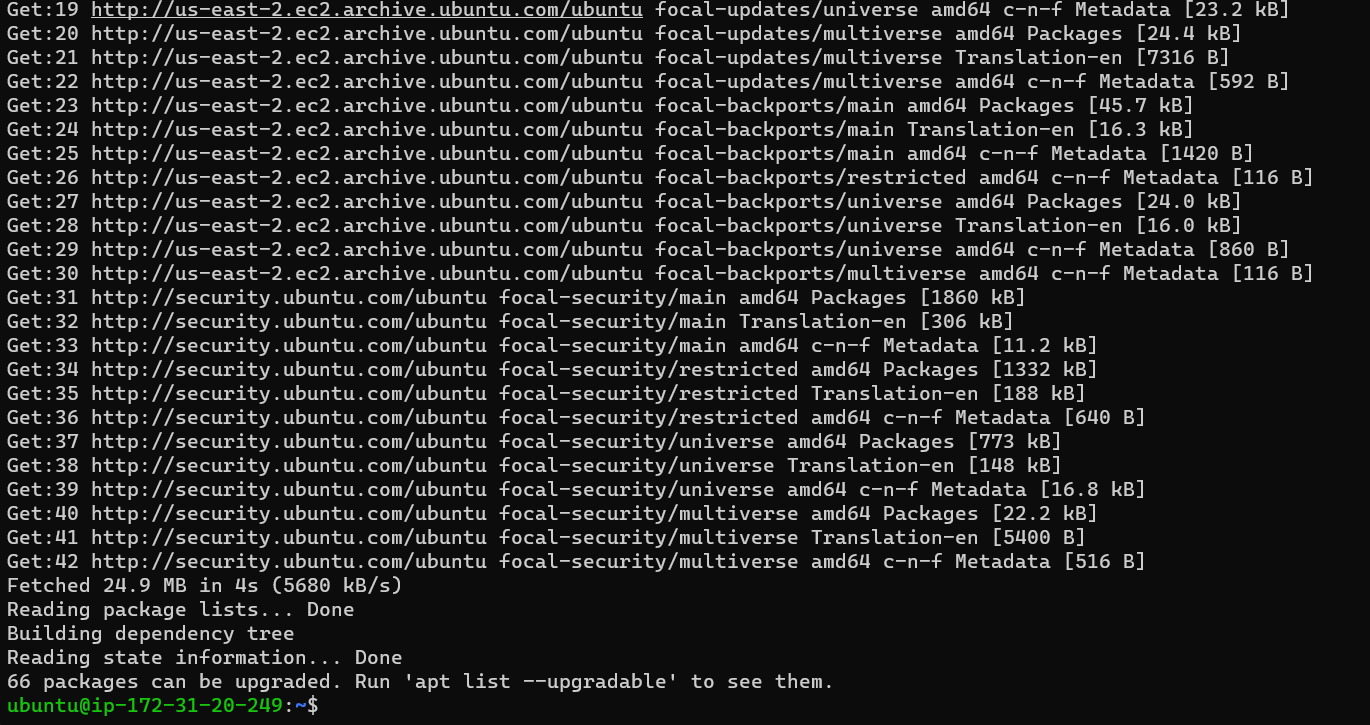 Get:19 http://us-east-2.ec2.archive.ubuntu.com/ubuntu focal-updates/universe amd64 c-n-f Metadata [23.2 kB]
Get:20 http://us-east-2.ec2.archive.ubuntu.com/ubuntu focal-updates/multiverse amd64 Packages [24.4 kB]
Get:21 http://us-east-2.ec2.archive.ubuntu.com/ubuntu focal-updates/multiverse Translation-en [7316 B]
Get:22 http://us-east-2.ec2.archive.ubuntu.com/ubuntu focal-updates/multiverse amd64 c-n-f Metadata [592 B]
Get:23 http://us-east-2.ec2.archive.ubuntu.com/ubuntu focal-backports/main amd64 Packages [45.7 kB]
Get:24 http://us-east-2.ec2.archive.ubuntu.com/ubuntu focal-backports/main Translation-en [16.3 kB]
Get:25 http://us-east-2.ec2.archive.ubuntu.com/ubuntu focal-backports/main amd64 c-n-f Metadata [1420 B]
Get:26 http://us-east-2.ec2.archive.ubuntu.com/ubuntu focal-backports/restricted amd64 c-n-f Metadata [116 B]
Get:27 http://us-east-2.ec2.archive.ubuntu.com/ubuntu focal-backports/universe amd64 Packages [24.0 kB]
Get:28 http://us-east-2.ec2.archive.ubuntu.com/ubuntu focal-backports/universe Translation-en [16.0 kB]
Get:29 http://us-east-2.ec2.archive.ubuntu.com/ubuntu focal-backports/universe amd64 c-n-f Metadata [860 B]
Get:30 http://us-east-2.ec2.archive.ubuntu.com/ubuntu focal-backports/multiverse amd64 c-n-f Metadata [116 B]
Get:31 http://security.ubuntu.com/ubuntu focal-security/main amd64 Packages [1860 kB]
Get:32 http://security.ubuntu.com/ubuntu focal-security/main Translation-en [306 kB]
Get:33 http://security.ubuntu.com/ubuntu focal-security/main amd64 c-n-f Metadata [11.2 kB]
Get:34 http://security.ubuntu.com/ubuntu focal-security/restricted amd64 Packages [1332 kB]
Get:35 http://security.ubuntu.com/ubuntu focal-security/restricted Translation-en [188 kB]
Get:36 http://security.ubuntu.com/ubuntu focal-security/restricted amd64 c-n-f Metadata [640 B]
Get:37 http://security.ubuntu.com/ubuntu focal-security/universe amd64 Packages [773 kB]
Get:38 http://security.ubuntu.com/ubuntu focal-security/universe Translation-en [148 kB]
Get:39 http://security.ubuntu.com/ubuntu focal-security/universe amd64 c-n-f Metadata [16.8 kB]
Get:40 http://security.ubuntu.com/ubuntu focal-security/multiverse amd64 Packages [22.2 kB]
Get:41 http://security.ubuntu.com/ubuntu focal-security/multiverse Translation-en [5400 B]
Get:42 http://security.ubuntu.com/ubuntu focal-security/multiverse amd64 c-n-f Metadata [516 B]
Fetched 24.9 MB in 4s (5680 kB/s)
Reading package lists... Done
Building dependency tree
Reading state information... Done
66 packages can be upgraded. Run 'apt list --upgradable' to see them.
ubuntu@ip-172-31-20-249:~$